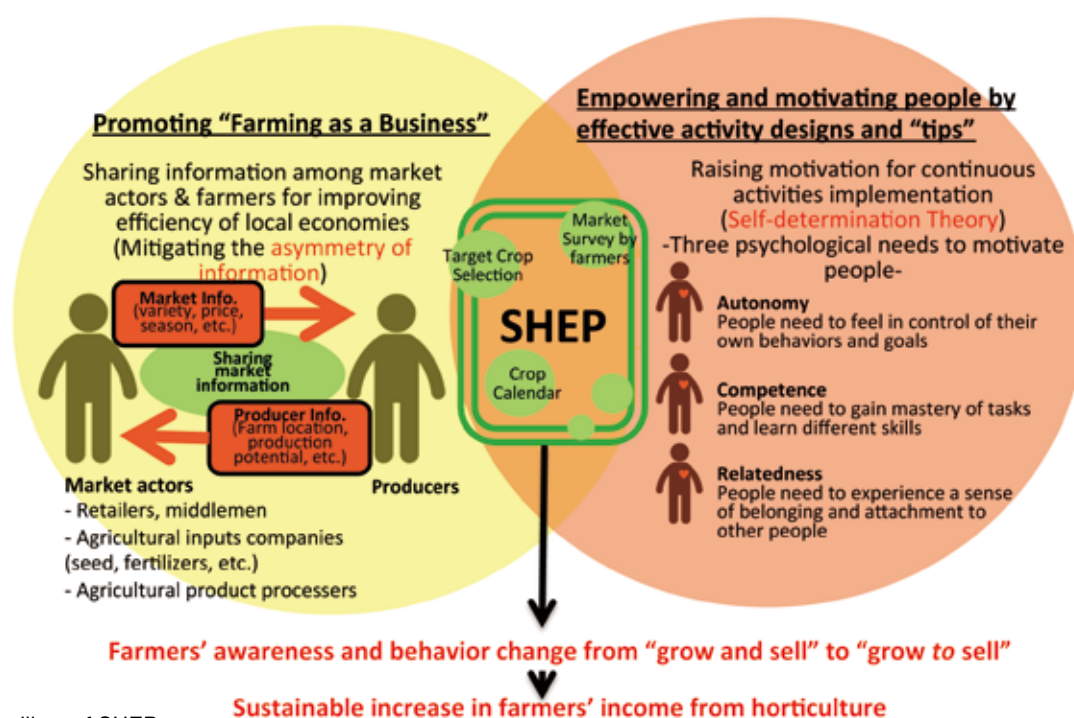 Promoting “Farming as a Business”
Sharing information among market
actors & farmers for improving
efficiency of local economies
(Mitigating the asymmetry of
information)
Market Info.
(variety, price,
season, etc.)
Sharing
market
information
Producer Info.
(Farm location,
production
potential, etc.)
Market actors
- Retailers, middlemen
- Agricultural inputs companies
(seed, fertilizers, etc.)
- Agricultural product processers
Producers
Target Crop
Selection
Market
Survey by
farmers
SHEP
Crop
Calendar
Empowering and motivating people by
effective activity designs and “tips”
Raising motivation for continuous
activities implementation
(Self-determination Theory)
-Three psychological needs to motivate
people-
Autonomy
People need to feel in control of their
own behaviors and goals
Competence
People need to gain mastery of tasks
and learn different skills
Relatedness
People need to experience a sense
of belonging and attachment to
other people
Farmers’ awareness and behavior change from “grow and sell” to “grow to sell”
Sustainable increase in farmers’ income from horticulture